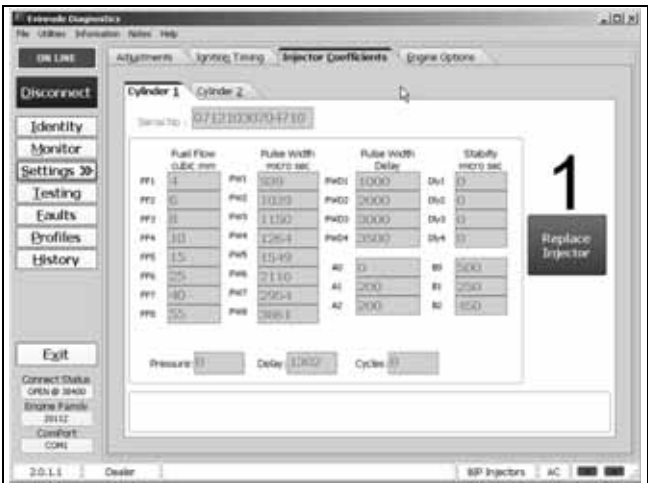 Evinrude Diagnostics
File Utilities Information Notes Help
ON LINE
Adjustments Ignition Timing Injector Coefficients Engine Options
Disconnect
Cylinder 1 Cylinder 2
Serial No
Identity
Monitor
Settings
Testing
Faults
Profiles
History
Fuel Flow cubic mm Pulse Width micro sec Pulse Width Delay Stability micro sec
FF1 4 PW1 PWD1 1000 Dly1 0
FF2 6 PW2 1039 PWD2 2000 Dly2 0
FF3 8 PW3 1150 PWD3 3000 Dly3 0
FF4 10 PW4 1264 PWD4 3500 Dly4 0
FF5 15 PW5 1549
FF6 25 PW6 2110 A0 0 B0 500
FF7 40 PW7 2954 A1 200 B1 250
FF8 55 PW8 A2 200 B2
1
Replace Injector
Pressure 0 Delay Cycles 0
Exit
Connect Status
OPEN @ 38400
Engine Family
ComPort
COM1
2.0.1.1 Dealer BIP Injectors AC